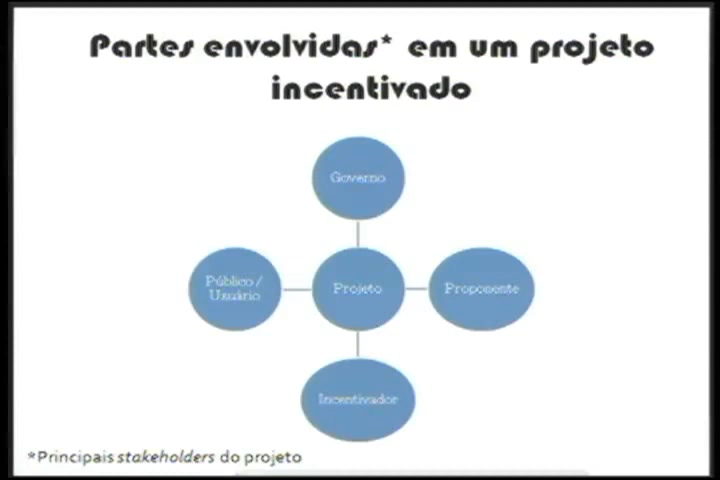 Partes envolvidas* em um projeto
incentivado
Governo
Público /
Usuário
Projeto
Proponente
Incentivador
*Principais stakeholders do projeto